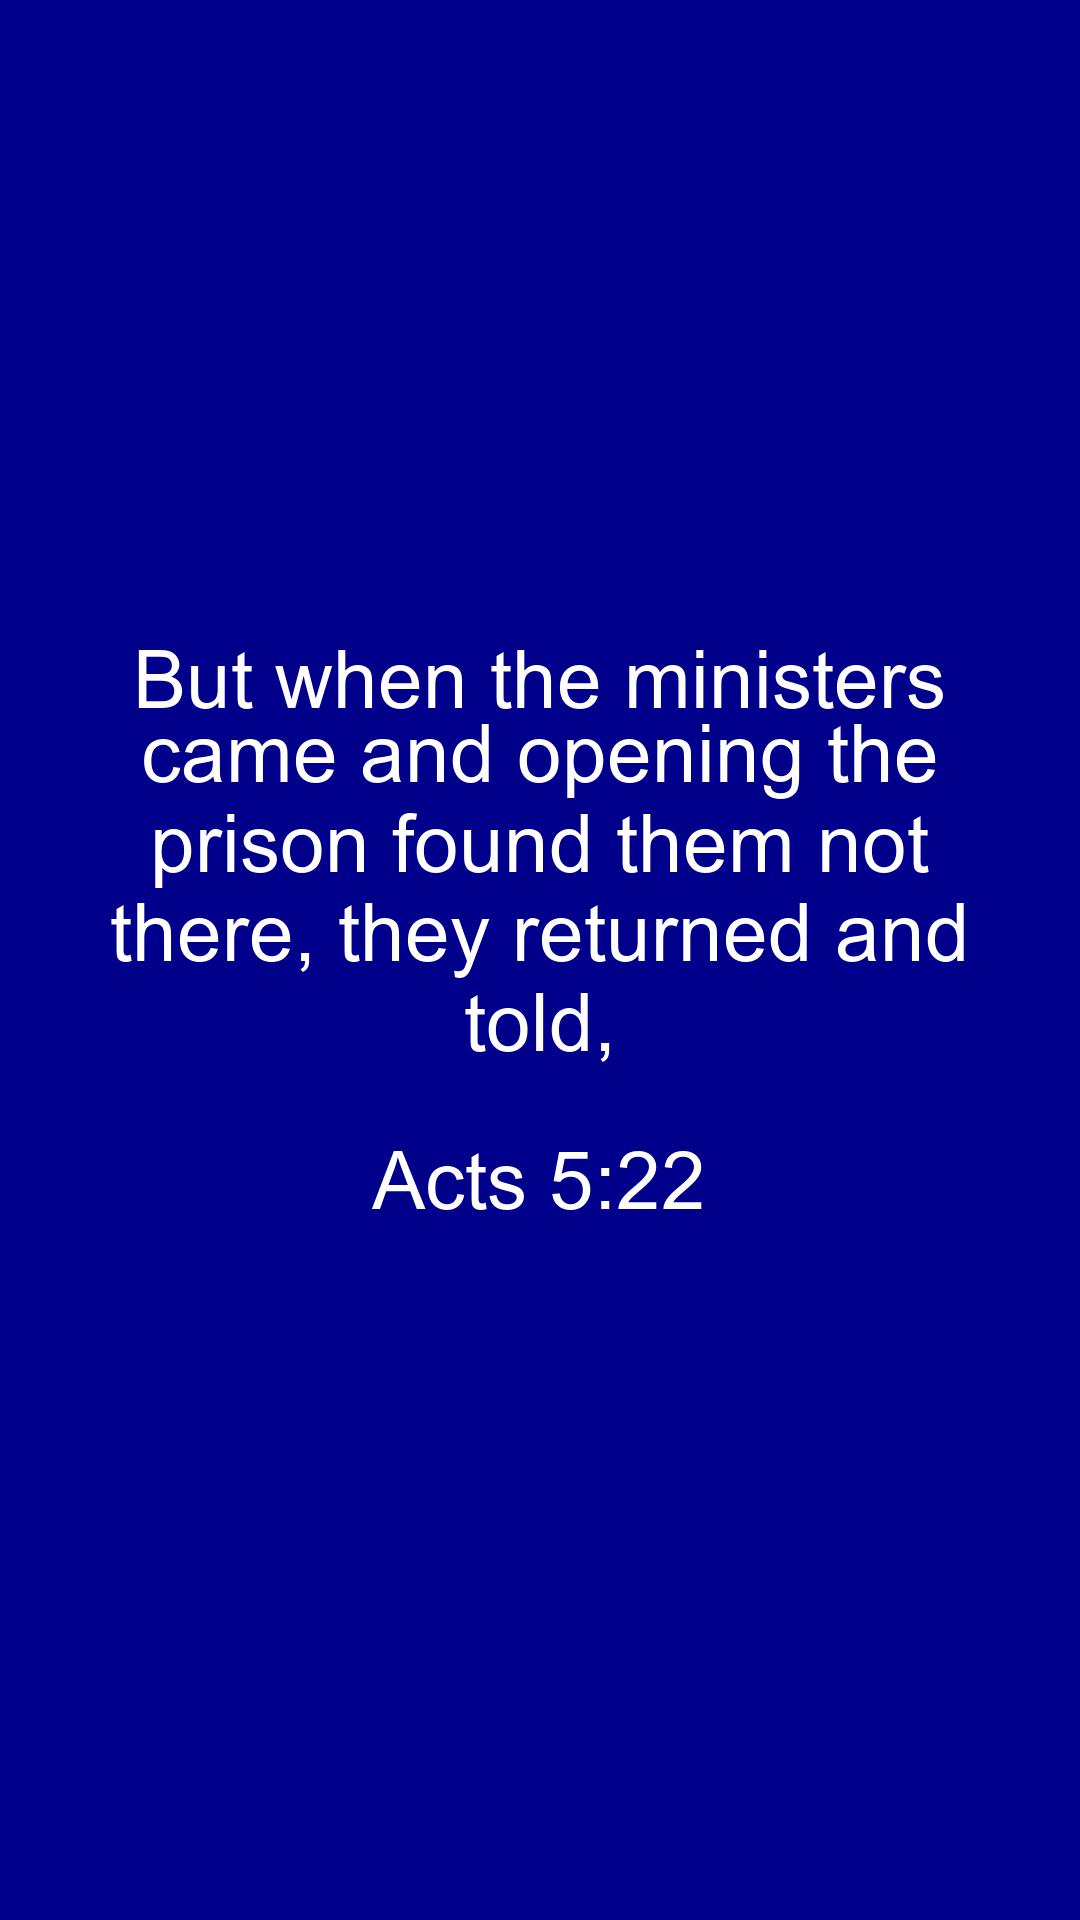 But when the ministers
came and opening the
prison found them not
there, they returned and
told,
Acts 5:22